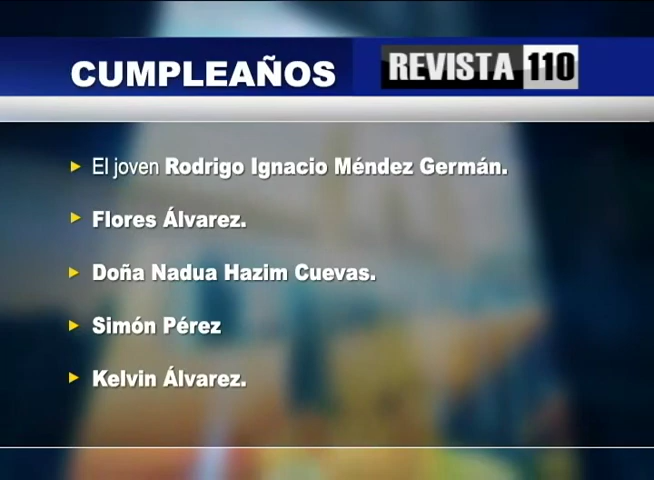 CUMPLEAÑOS
REVISTA 110
El joven Rodrigo Ignacio Méndez Germán.
Flores Álvarez.
Doña Nadua Hazim Cuevas.
Simón Pérez
Kelvin Álvarez.